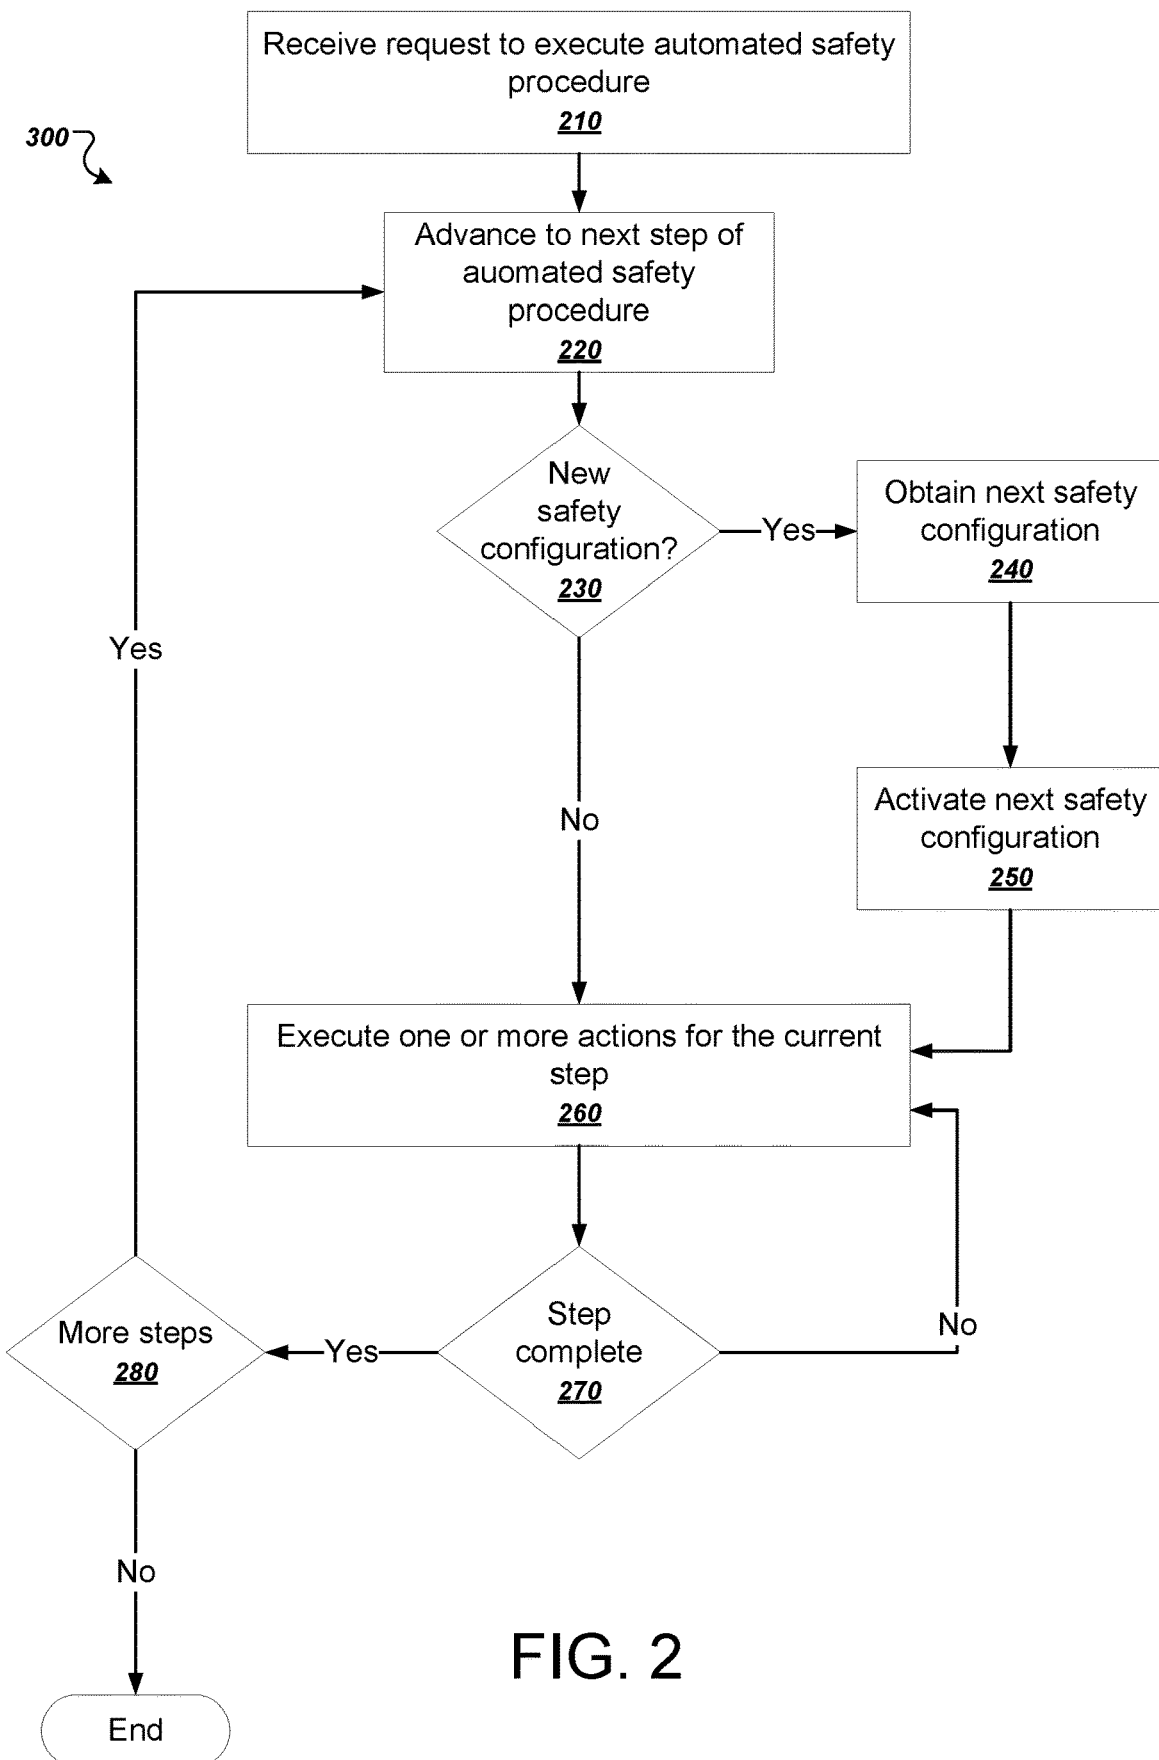 Receive request to execute automated safety
procedure
210
300
Advance to next step of
auomated safety
procedure
220
New
safety
configuration?
230
Yes
Obtain next safety
configuration
240
Yes
No
Activate next safety
configuration
250
Execute one or more actions for the current
step
260
Step
complete
270
No
Yes
More steps
280
No
End
FIG. 2